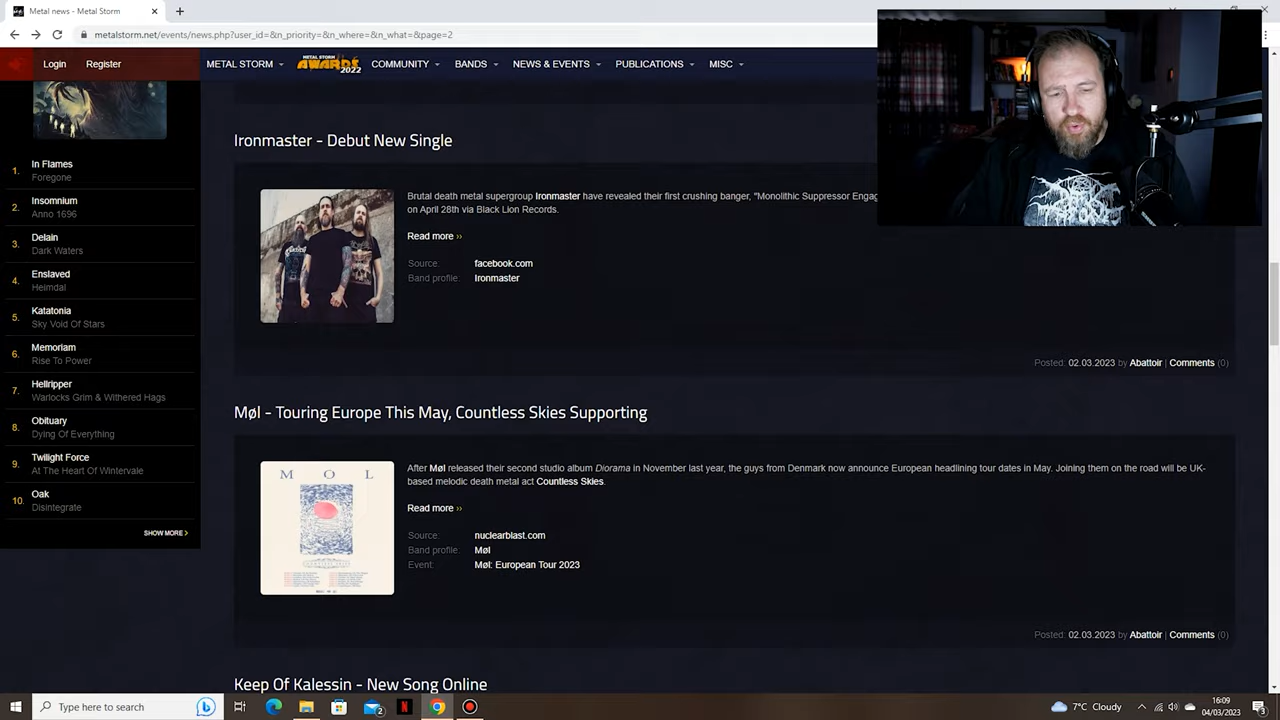 Metal news - Metal Storm
metalstorm.net/events/news.php?user_id=&n_priority=&n_where=&n_what=&page=2
Login Register METAL STORM METAL STORM AWARDS 2022 COMMUNITY BANDS NEWS & EVENTS PUBLICATIONS MISC
1. In Flames
Foregone
2. Insomnium
Anno 1696
3. Delain
Dark Waters
4. Enslaved
Heimdal
5. Katatonia
Sky Void Of Stars
6. Memoriam
Rise To Power
7. Hellripper
Warlocks Grim & Withered Hags
8. Obituary
Dying Of Everything
9. Twilight Force
At The Heart Of Wintervale
10. Oak
Disintegrate
SHOW MORE
Ironmaster - Debut New Single
Brutal death metal supergroup Ironmaster have revealed their first crushing banger, "Monolithic Suppressor Engag
on April 28th via Black Lion Records.
Read more ››
Source: facebook.com
Band profile: Ironmaster
Posted: 02.03.2023 by Abattoir | Comments (0)
Møl - Touring Europe This May, Countless Skies Supporting
M O L
After Møl released their second studio album Diorama in November last year, the guys from Denmark now announce European headlining tour dates in May. Joining them on the road will be UK-
based melodic death metal act Countless Skies.
Read more ››
Source: nuclearblast.com
Band profile: Møl
Event: Møl: European Tour 2023
Posted: 02.03.2023 by Abattoir | Comments (0)
Keep Of Kalessin - New Song Online
Type here to search
7°C Cloudy
16:09
04/03/2023